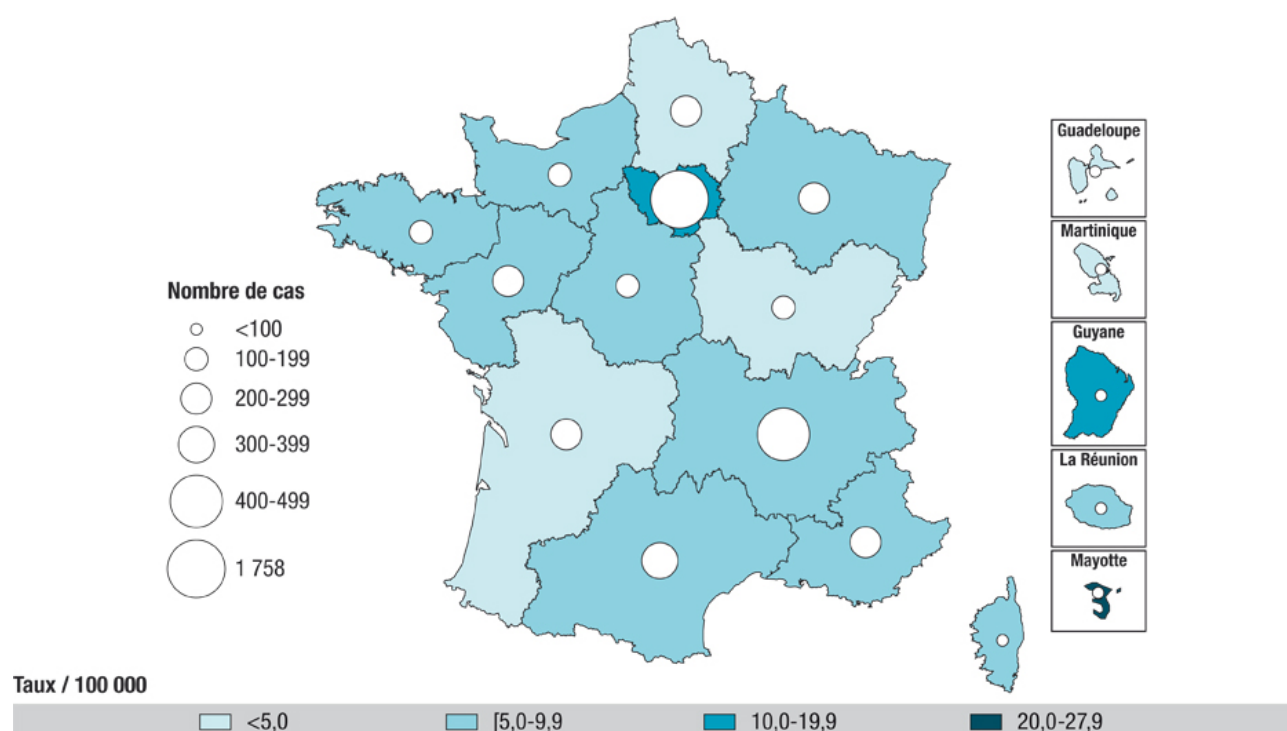 Nombre de cas
<100
100-199
200-299
300-399
400-499
1 758
Guadeloupe
Martinique
Guyane
La Réunion
Mayotte
Taux / 100 000
<5,0
[5,0-9,9
10,0-19,9
20,0-27,9